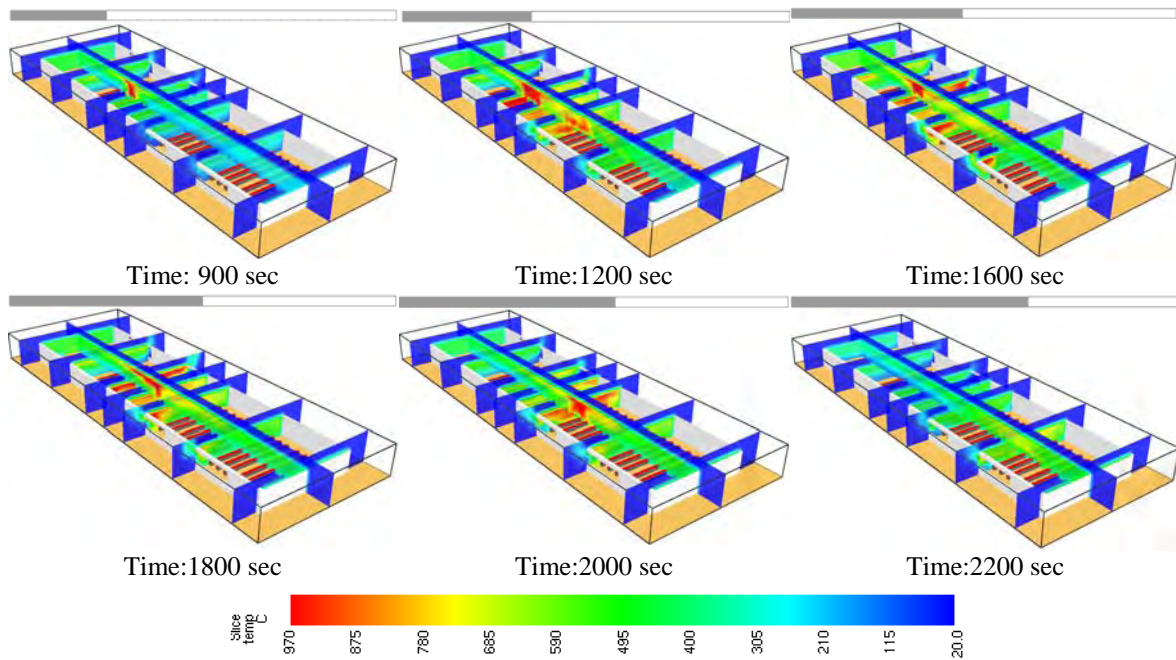 Time: 900 sec
Time:1200 sec
Time:1600 sec
Time:1800 sec
Time:2000 sec
Time:2200 sec
Slice
temp
C
970
875
780
685
590
495
400
305
210
115
20.0